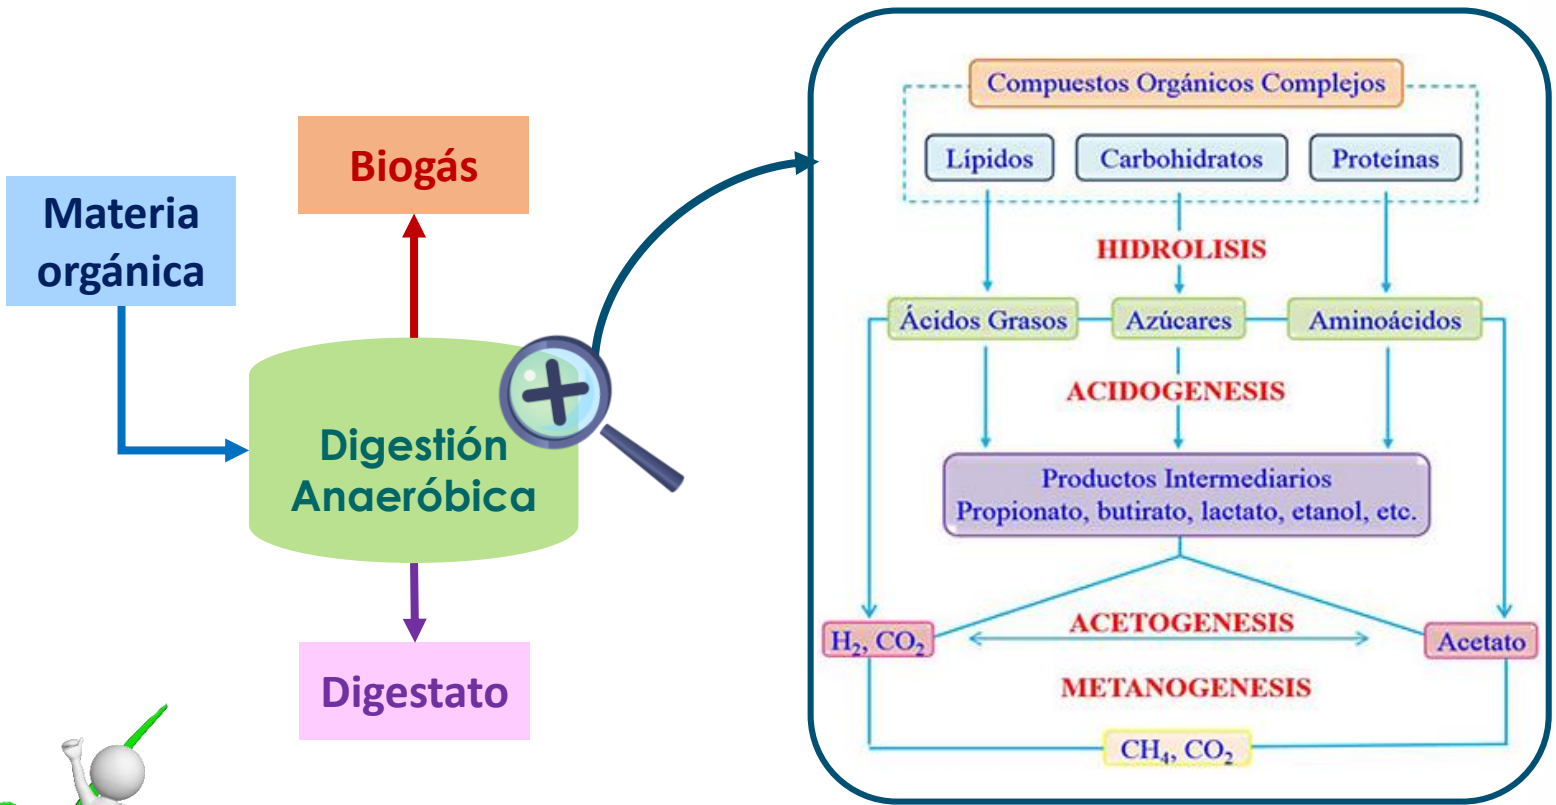 Materia
orgánica
Biogás
Digestión
Anaeróbica
Digestato
Compuestos Orgánicos Complejos
Lípidos
Carbohidratos
Proteínas
HIDROLISIS
Ácidos Grasos
Azúcares
Aminoácidos
ACIDOGENESIS
Productos Intermediarios
Propionato, butirato, lactato, etanol, etc.
ACETOGENESIS
H₂, CO₂
Acetato
METANOGENESIS
CH₄, CO₂